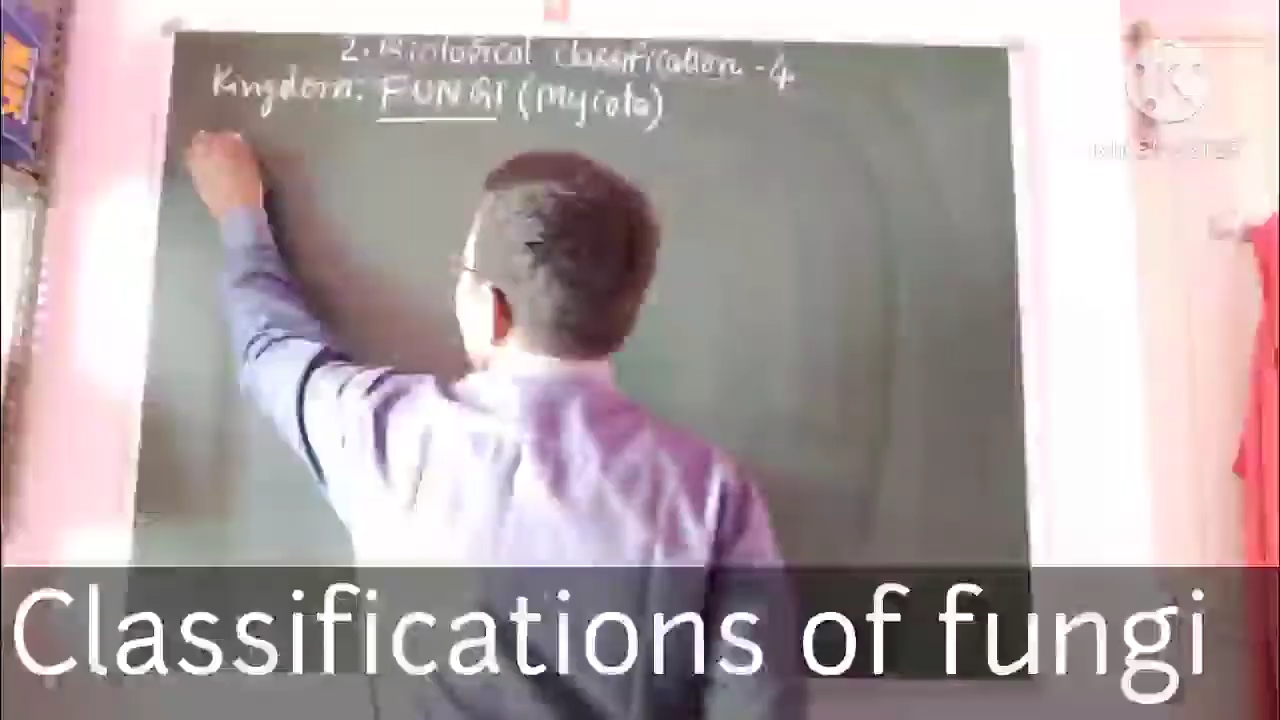 2. Biological classification - 4
Kingdom: FUNGI (Mycota)
Classifications of fungi